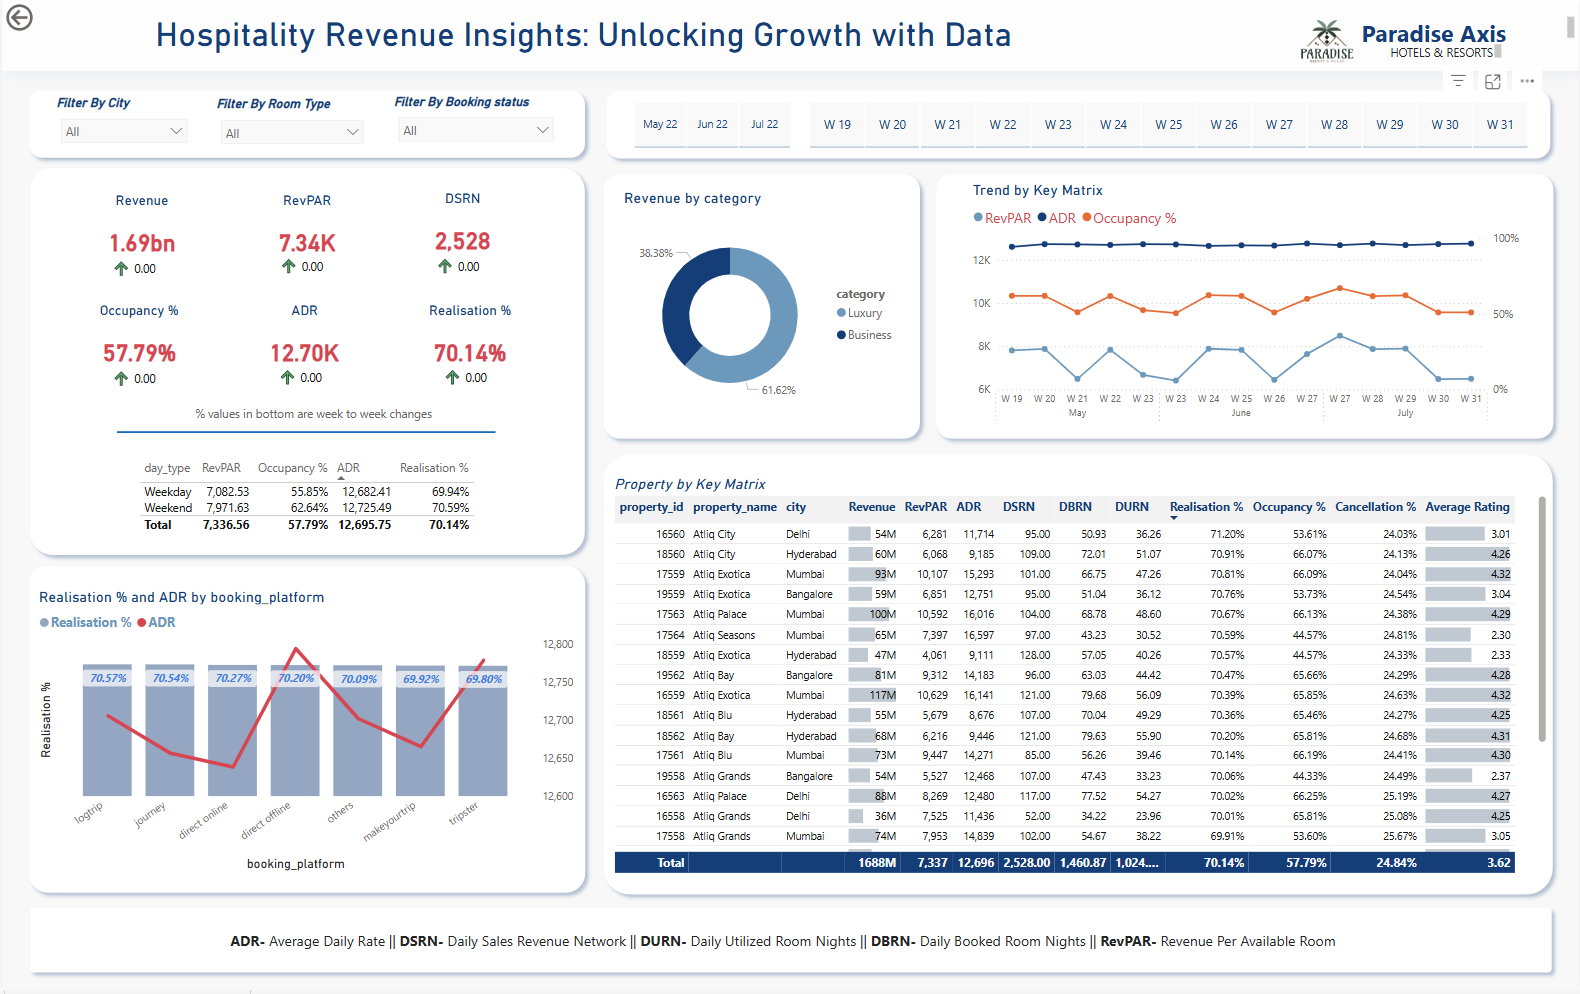 Hospitality Revenue Insights: Unlocking Growth with Data
PARADISE
Paradise Axis
HOTELS & RESORTS
Filter By City
All
Filter By Room Type
All
Filter By Booking status
All
May 22 Jun 22 Jul 22
W 19 W 20 W 21 W 22 W 23 W 24 W 25 W 26 W 27 W 28 W 29 W 30 W 31
Revenue RevPAR DSRN
1.69bn 7.34K 2,528
0.00 0.00 0.00
Occupancy % ADR Realisation %
57.79% 12.70K 70.14%
0.00 0.00 0.00
% values in bottom are week to week changes
day_type RevPAR Occupancy % ADR Realisation %
Weekday 7,082.53 55.85% 12,682.41 69.94%
Weekend 7,971.63 62.64% 12,725.49 70.59%
Total 7,336.56 57.79% 12,695.75 70.14%
Revenue by category
38.38%
61.62%
category
Luxury
Business
Trend by Key Matrix
RevPAR ADR Occupancy %
12K
10K
8K
6K
100%
50%
0%
W 19 W 20 W 21 W 22 W 23 W 23 W 24 W 25 W 26 W 27 W 27 W 28 W 29 W 30 W 31
May June July
Realisation % and ADR by booking_platform
Realisation % ADR
Realisation %
70.57% 70.54% 70.27% 70.20% 70.09% 69.92% 69.80%
12,800
12,750
12,700
12,650
12,600
logtrip journey direct online direct offline others makeyourtrip tripster
booking_platform
Property by Key Matrix
property_id property_name city Revenue RevPAR ADR DSRN DBRN DURN Realisation % Occupancy % Cancellation % Average Rating
16560 Atliq City Delhi 54M 6,281 11,714 95.00 50.93 36.26 71.20% 53.61% 24.03% 3.01
18560 Atliq City Hyderabad 60M 6,068 9,185 109.00 72.01 51.07 70.91% 66.07% 24.13% 4.26
17559 Atliq Exotica Mumbai 93M 10,107 15,293 101.00 66.75 47.26 70.81% 66.09% 24.04% 4.32
19559 Atliq Exotica Bangalore 59M 6,851 12,751 95.00 51.04 36.12 70.76% 53.73% 24.54% 3.04
17563 Atliq Palace Mumbai 100M 10,592 16,016 104.00 68.78 48.60 70.67% 66.13% 24.38% 4.29
17564 Atliq Seasons Mumbai 65M 7,397 16,597 97.00 43.23 30.52 70.59% 44.57% 24.81% 2.30
18559 Atliq Exotica Hyderabad 47M 4,061 9,111 128.00 57.05 40.26 70.57% 44.57% 24.33% 2.33
19562 Atliq Bay Bangalore 81M 9,312 14,183 96.00 63.03 44.42 70.47% 65.66% 24.29% 4.28
16559 Atliq Exotica Mumbai 117M 10,629 16,141 121.00 79.68 56.09 70.39% 65.85% 24.63% 4.32
18561 Atliq Blu Hyderabad 55M 5,679 8,676 107.00 70.04 49.29 70.36% 65.46% 24.27% 4.25
18562 Atliq Bay Hyderabad 68M 6,216 9,446 121.00 79.63 55.90 70.20% 65.81% 24.68% 4.31
17561 Atliq Blu Mumbai 73M 9,447 14,271 85.00 56.26 39.46 70.14% 66.19% 24.41% 4.30
19558 Atliq Grands Bangalore 54M 5,527 12,468 107.00 47.43 33.23 70.06% 44.33% 24.49% 2.37
16563 Atliq Palace Delhi 88M 8,269 12,480 117.00 77.52 54.27 70.02% 66.25% 25.19% 4.27
16558 Atliq Grands Delhi 36M 7,525 11,436 52.00 34.22 23.96 70.01% 65.81% 25.08% 4.25
17558 Atliq Grands Mumbai 74M 7,953 14,839 102.00 54.67 38.22 69.91% 53.60% 25.67% 3.05
Total 1688M 7,337 12,696 2,528.00 1,460.87 1,024.... 70.14% 57.79% 24.84% 3.62
ADR- Average Daily Rate || DSRN- Daily Sales Revenue Network || DURN- Daily Utilized Room Nights || DBRN- Daily Booked Room Nights || RevPAR- Revenue Per Available Room